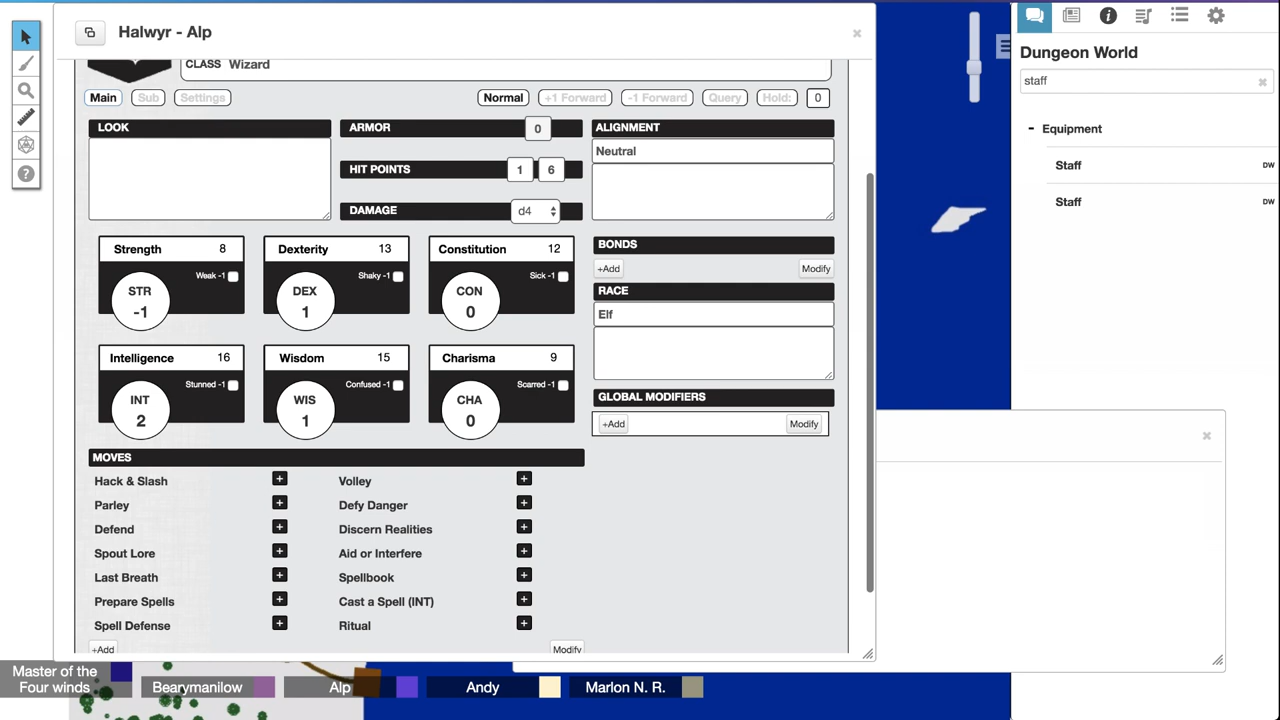 Halwyr - Alp
CLASS Wizard
Main Sub Settings Normal +1 Forward -1 Forward Query Hold: 0
LOOK
ARMOR 0
HIT POINTS 1 6
DAMAGE d4
ALIGNMENT
Neutral
Strength 8
Weak -1
STR
-1
Dexterity 13
Shaky -1
DEX
1
Constitution 12
Sick -1
CON
0
Intelligence 16
Stunned -1
INT
2
Wisdom 15
Confused -1
WIS
1
Charisma 9
Scarred -1
CHA
0
BONDS
+Add Modify
RACE
Elf
GLOBAL MODIFIERS
+Add Modify
MOVES
Hack & Slash + Volley +
Parley + Defy Danger +
Defend + Discern Realities +
Spout Lore + Aid or Interfere +
Last Breath + Spellbook +
Prepare Spells + Cast a Spell (INT) +
Spell Defense + Ritual +
+Add Modify
Master of the
Four winds
Bearymanilow
Alp
Andy
Marlon N. R.
Dungeon World
staff
- Equipment
Staff DW
Staff DW